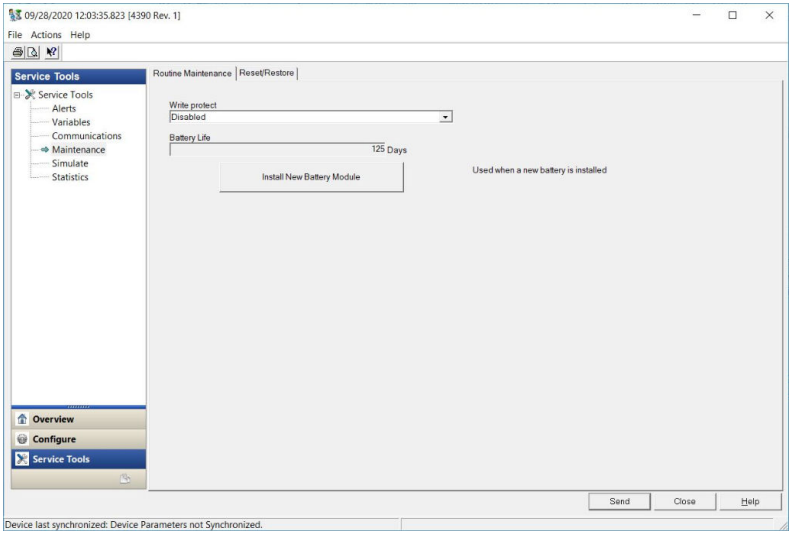 09/28/2020 12:03:35.823 [4390 Rev. 1]
File Actions Help
Service Tools
Service Tools
Alerts
Variables
Communications
Maintenance
Simulate
Statistics
Overview
Configure
Service Tools
Routine Maintenance Reset/Restore
Write protect
Disabled
Battery Life
125 Days
Install New Battery Module Used when a new battery is installed
Send Close Help
Device last synchronized: Device Parameters not Synchronized.